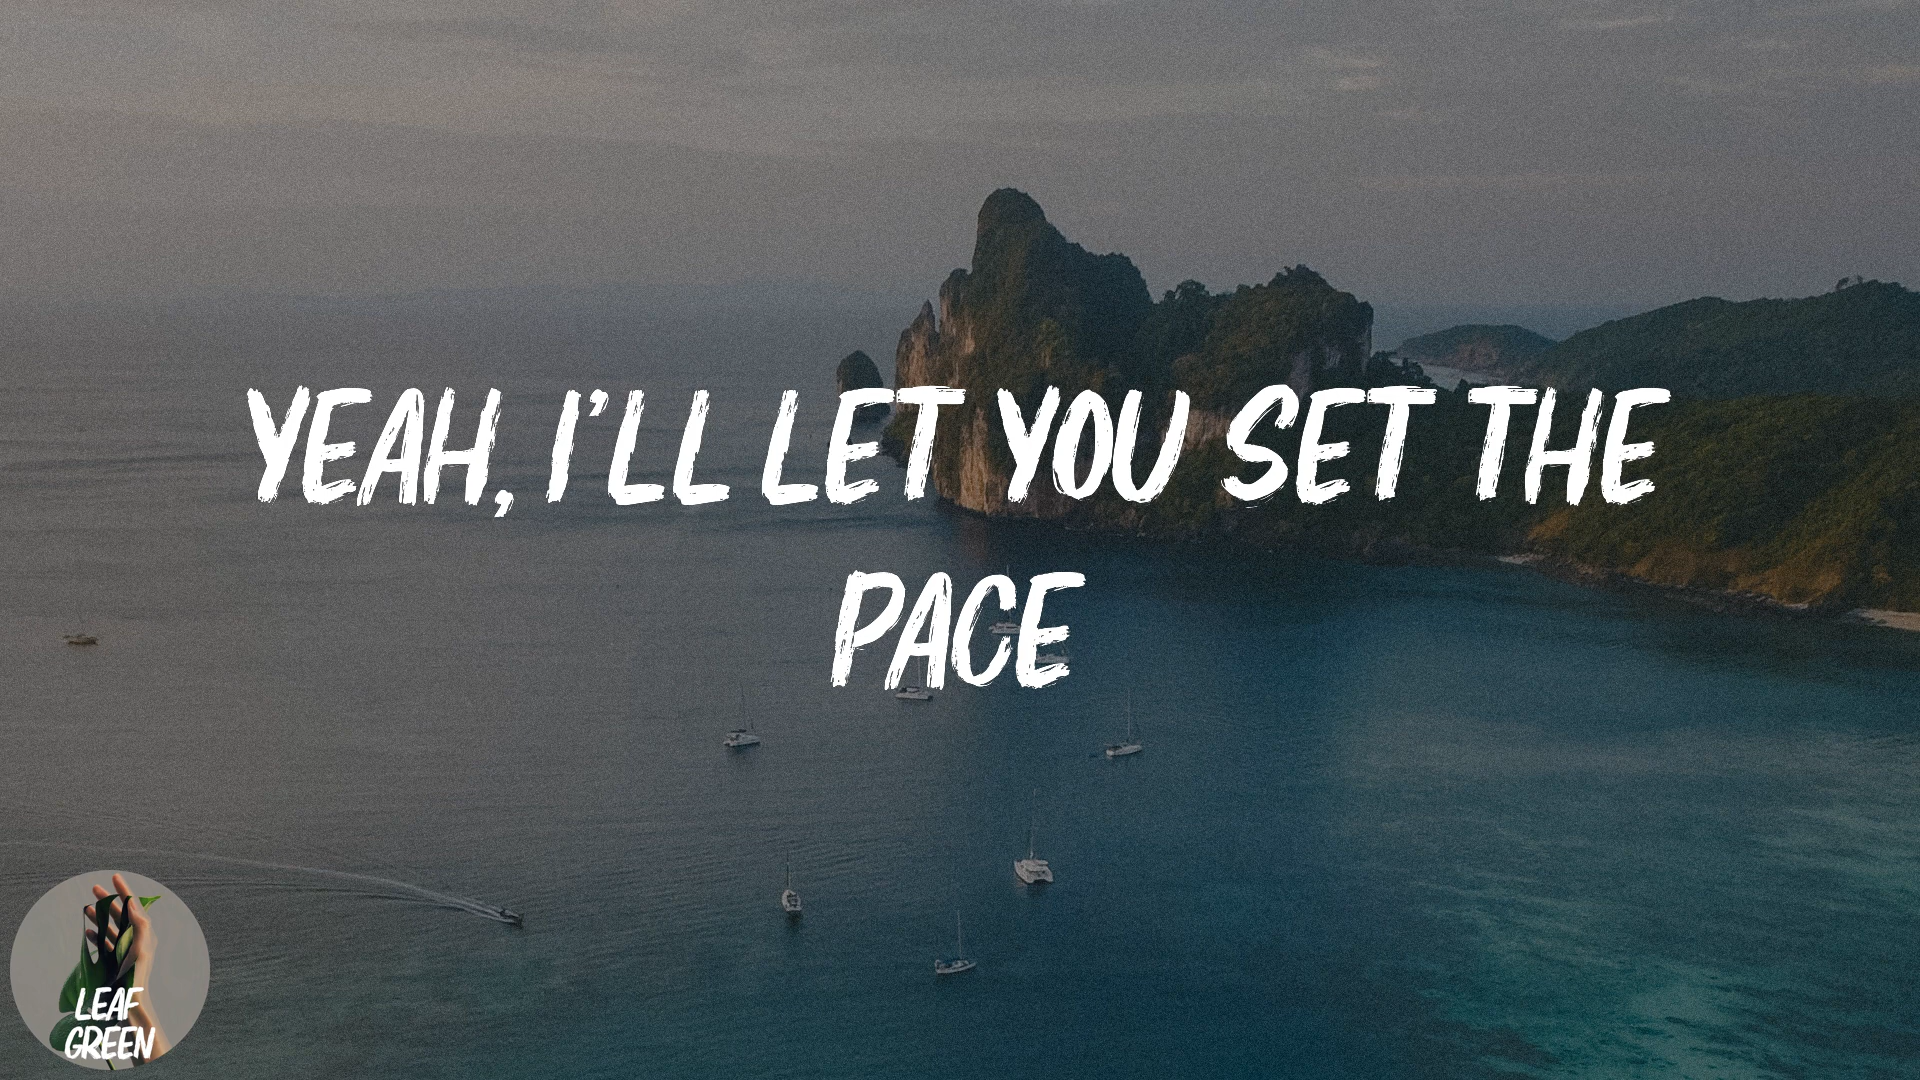 YEAH, I'LL LET YOU SET THE
PACE
LEAF
GREEN